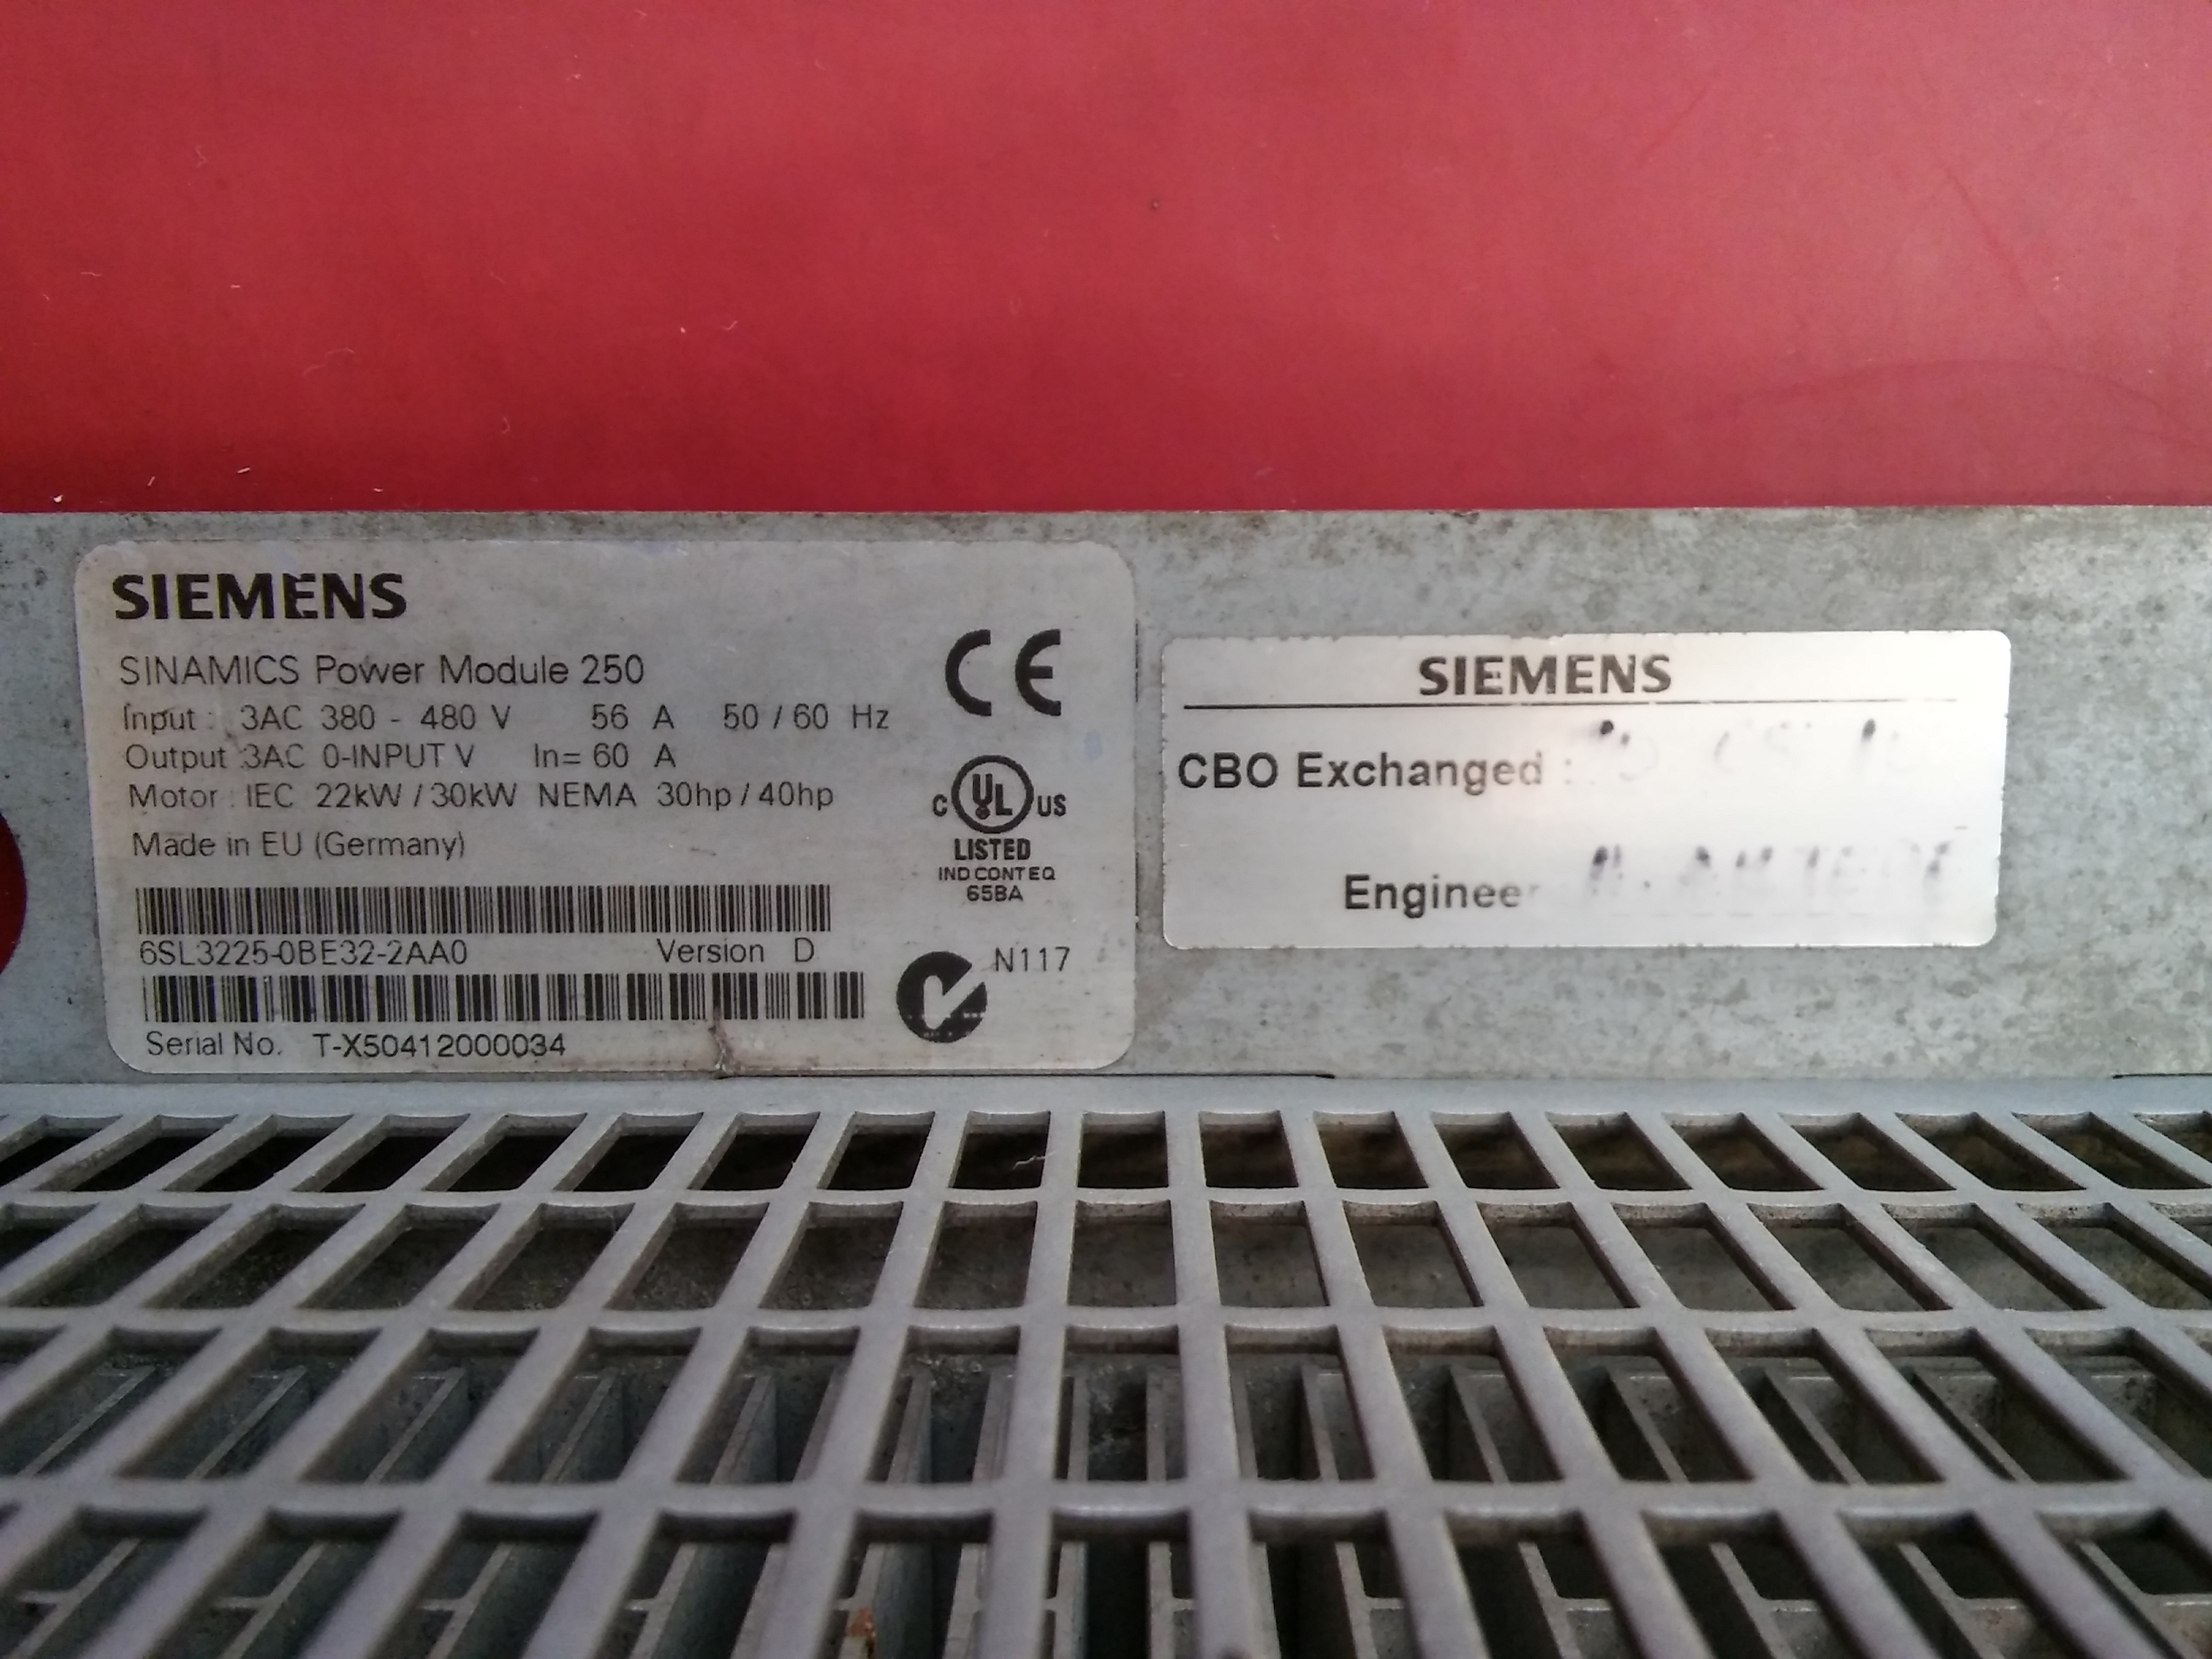 SIEMENS
SINAMICS Power Module 250
Input : 3AC 380 - 480 V 56 A 50 / 60 Hz
Output :3AC 0-INPUT V In= 60 A
Motor : IEC 22kW / 30kW NEMA 30hp / 40hp
Made in EU (Germany)
6SL3225-0BE32-2AA0 Version D
Serial No. T-X50412000034
CE
C UL US
LISTED
IND CONT EQ
65BA
N117
SIEMENS
CBO Exchanged :
Engineer